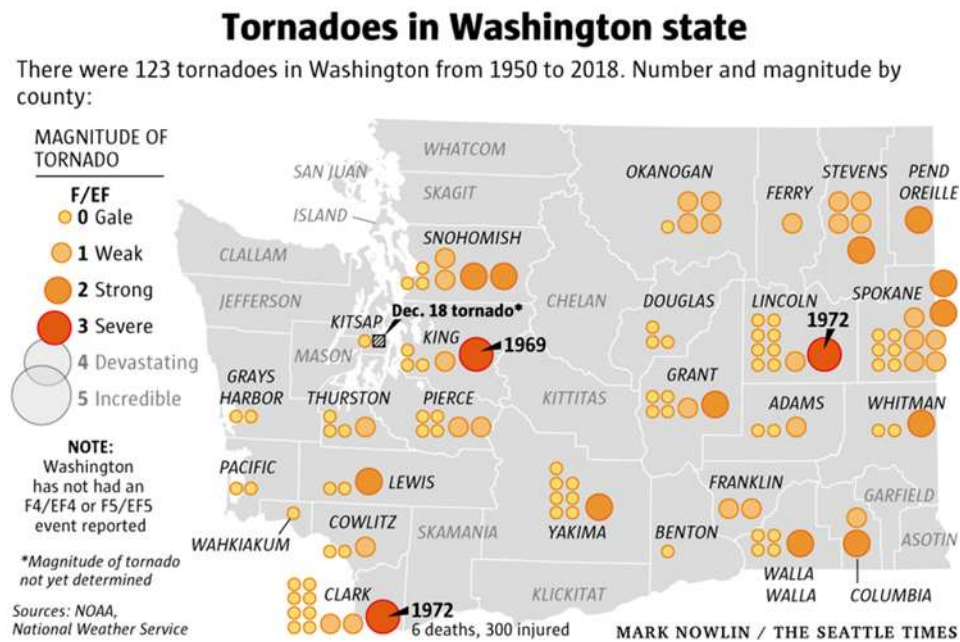 Tornadoes in Washington state
There were 123 tornadoes in Washington from 1950 to 2018. Number and magnitude by
county:
MAGNITUDE OF
TORNADO
F/EF
0 Gale
1 Weak
2 Strong
3 Severe
4 Devastating
5 Incredible
NOTE:
Washington
has not had an
F4/EF4 or F5/EF5
event reported
*Magnitude of tornado
not yet determined
Sources: NOAA,
National Weather Service
WHATCOM
SAN JUAN
SKAGIT
ISLAND
SNOHOMISH
CLALLAM
JEFFERSON
KITSAP
Dec. 18 tornado*
MASON
KING
1969
GRAYS
HARBOR
THURSTON
PIERCE
PACIFIC
LEWIS
WAHKIAKUM
COWLITZ
SKAMANIA
CLARK
1972
6 deaths, 300 injured
OKANOGAN
FERRY
STEVENS
PEND
OREILLE
CHELAN
DOUGLAS
LINCOLN
1972
SPOKANE
KITTITAS
GRANT
ADAMS
WHITMAN
YAKIMA
BENTON
FRANKLIN
GARFIELD
ASOTIN
WALLA
WALLA
COLUMBIA
KLICKITAT
MARK NOWLIN / THE SEATTLE TIMES